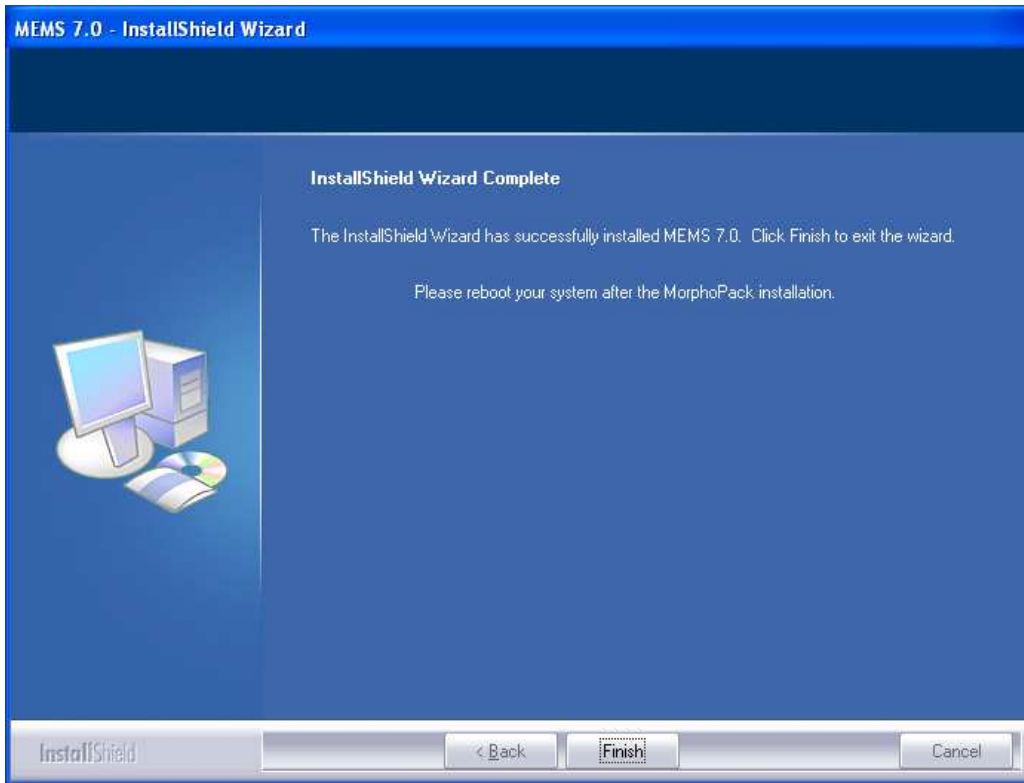 MEMS 7.0 - InstallShield Wizard
InstallShield Wizard Complete
The InstallShield Wizard has successfully installed MEMS 7.0. Click Finish to exit the wizard.
Please reboot your system after the MorphoPack installation.
InstallShield
< Back
Finish
Cancel